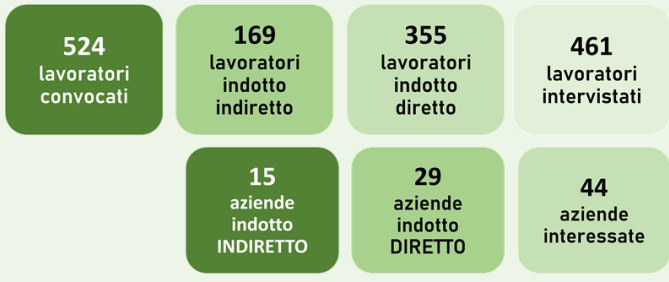 524
lavoratori
convocati
169
lavoratori
indotto
indiretto
355
lavoratori
indotto
diretto
461
lavoratori
intervistati
15
aziende
indotto
INDIRETTO
29
aziende
indotto
DIRETTO
44
aziende
interessate